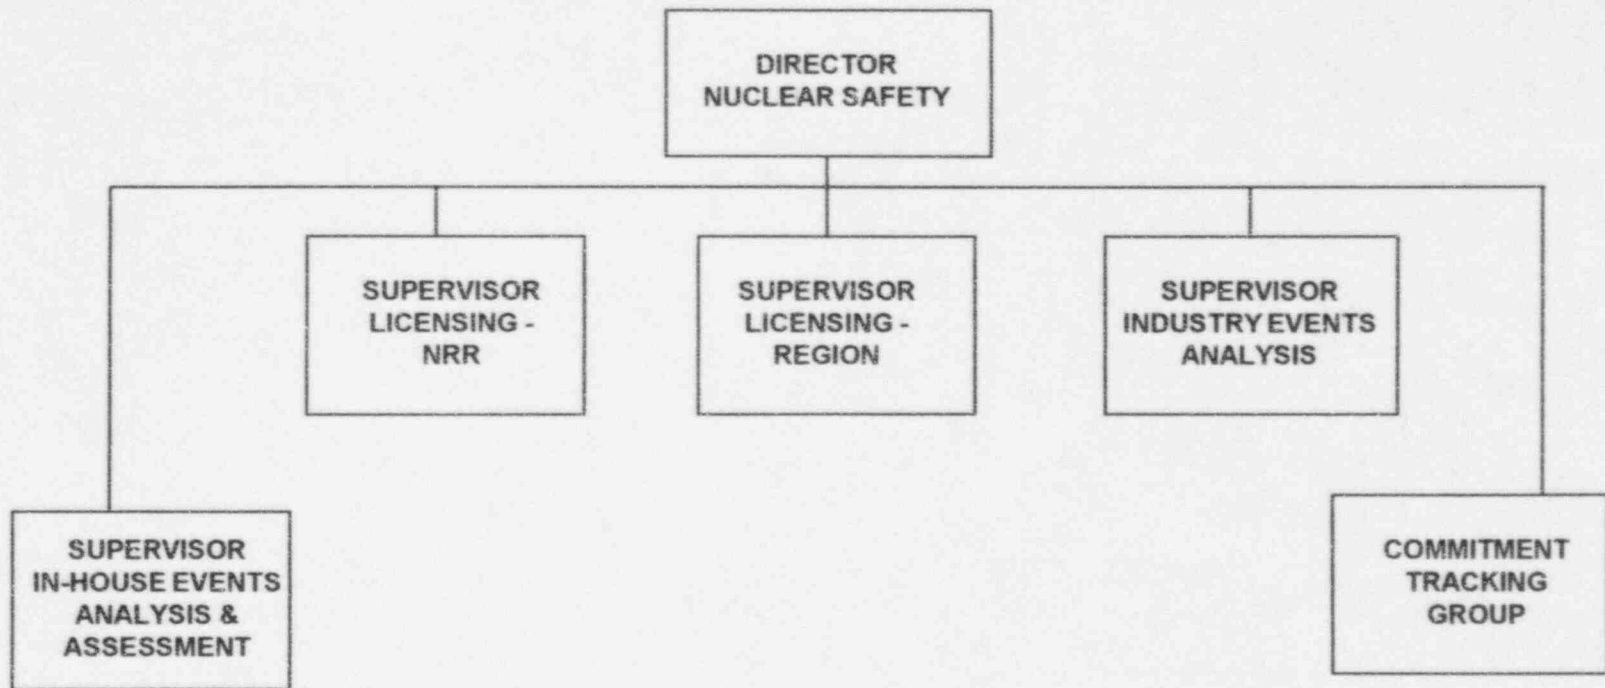 DIRECTOR
NUCLEAR SAFETY
SUPERVISOR
LICENSING -
NRR
SUPERVISOR
LICENSING -
REGION
SUPERVISOR
INDUSTRY EVENTS
ANALYSIS
SUPERVISOR
IN-HOUSE EVENTS
ANALYSIS &
ASSESSMENT
COMMITMENT
TRACKING
GROUP